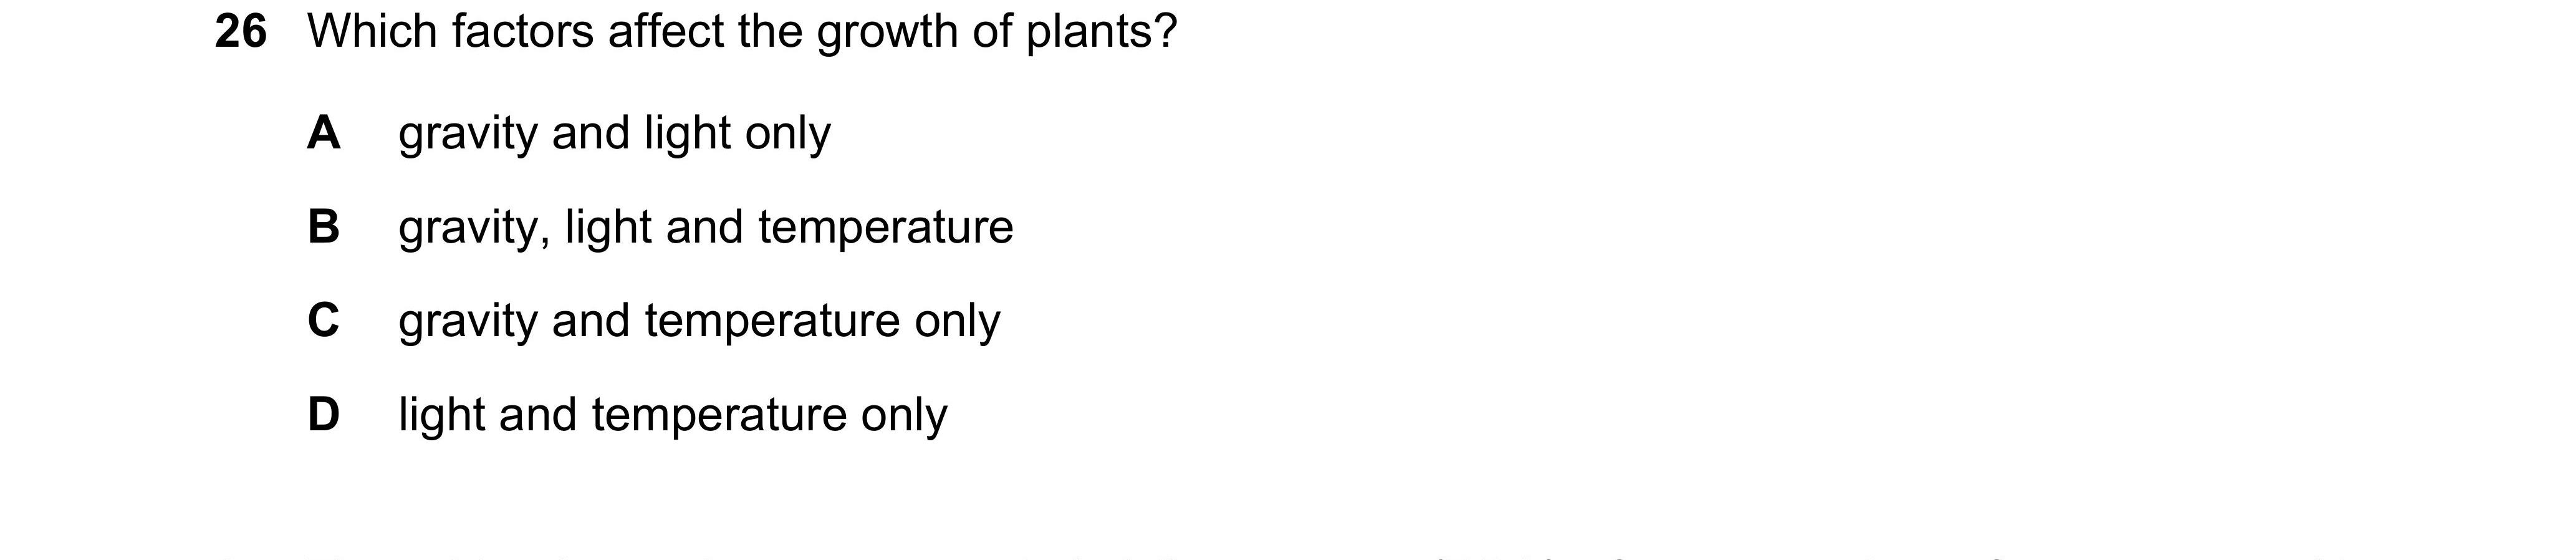 26 Which factors affect the growth of plants?
A gravity and light only
B gravity, light and temperature
C gravity and temperature only
D light and temperature only